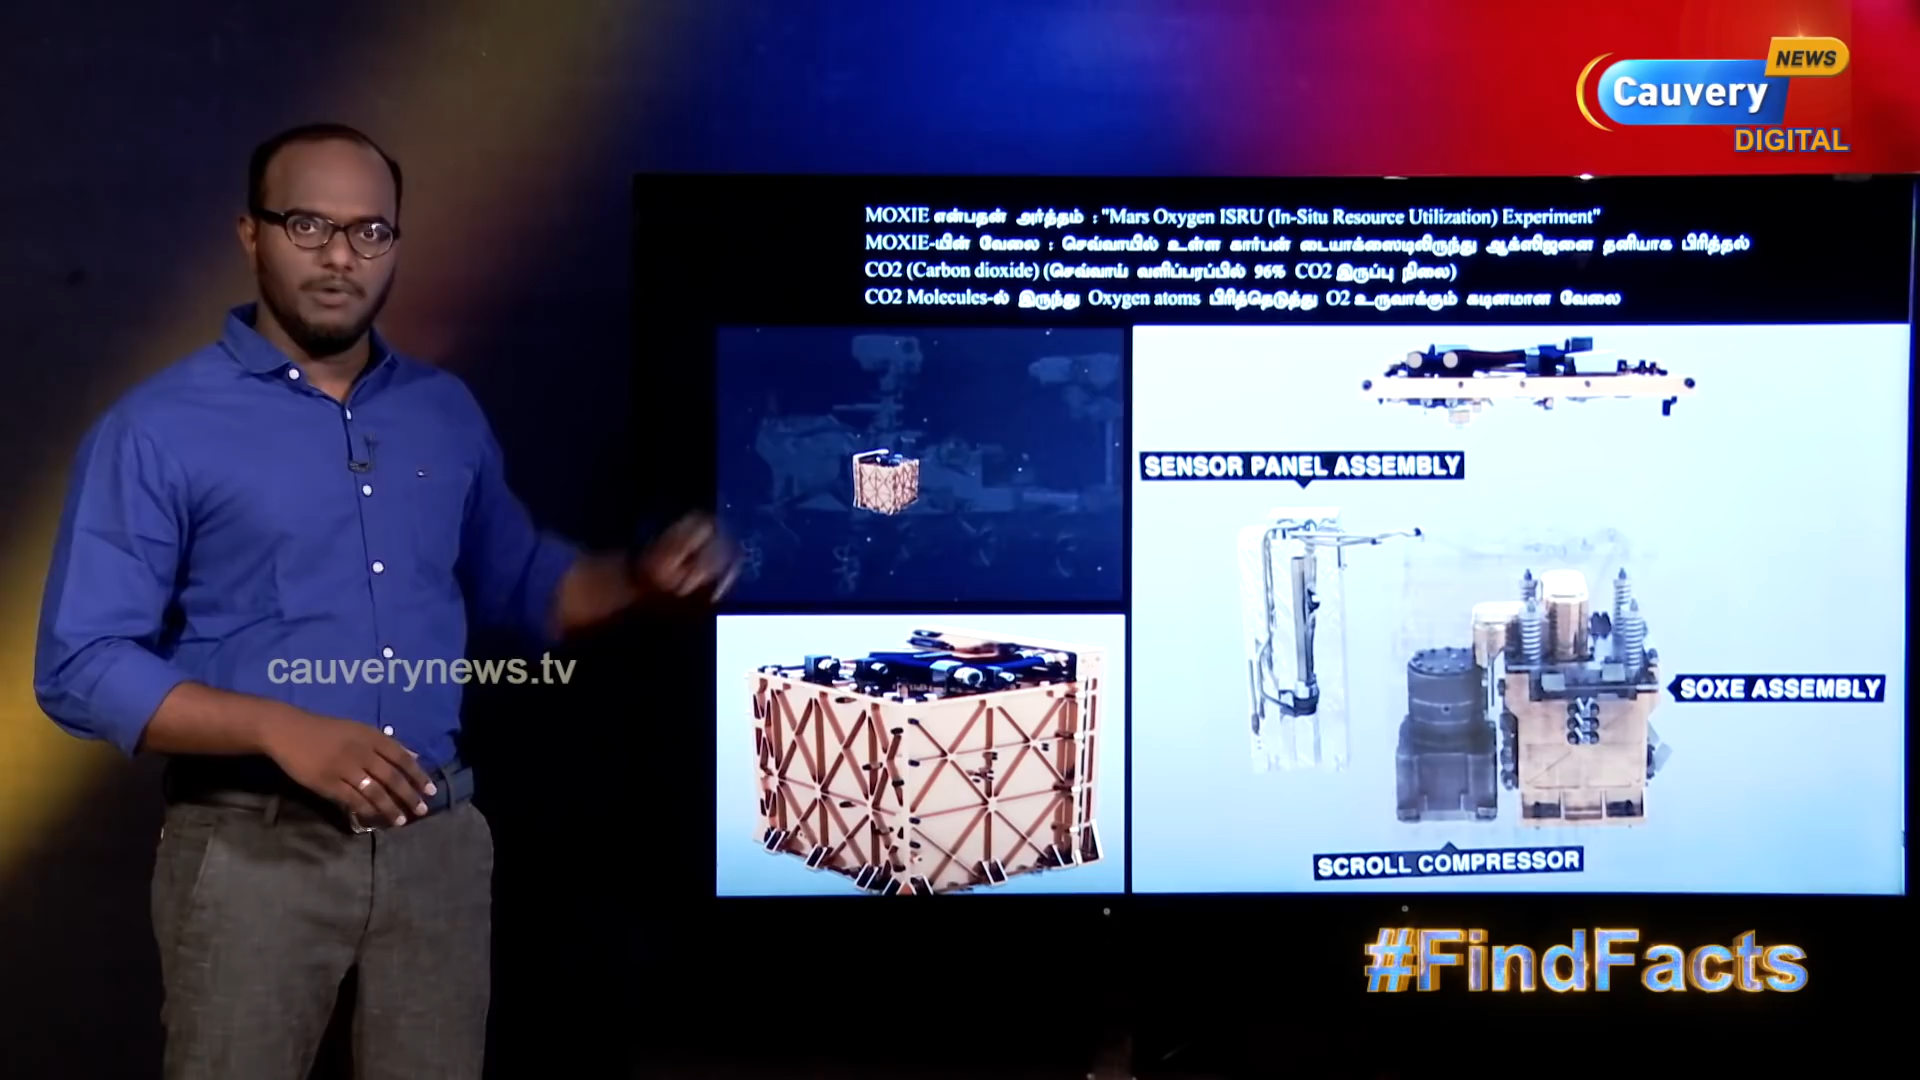 NEWS
Cauvery
DIGITAL
MOXIE என்பதன் அர்த்தம் : "Mars Oxygen ISRU (In-Situ Resource Utilization) Experiment"
MOXIE-யின் வேலை : செவ்வாயில் உள்ள கார்பன் டையாக்ஸைடிலிருந்து ஆக்ஸிஜனை தனியாக பிரித்தல்
CO2 (Carbon dioxide) (செவ்வாய் வளிப்பரப்பில் 96% CO2 இருப்பு நிலை)
CO2 Molecules-ல் இருந்து Oxygen atoms பிரித்தெடுத்து O2 உருவாக்கும் கடினமான வேலை
SENSOR PANEL ASSEMBLY
cauverynews.tv
SOXE ASSEMBLY
SCROLL COMPRESSOR
#FindFacts